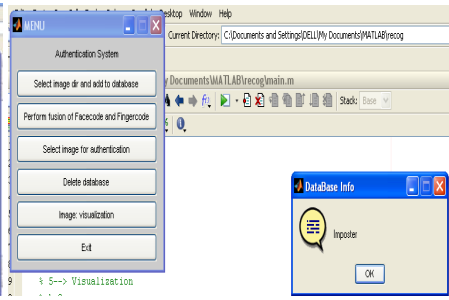 Desktop Window Help
MENU
Current Directory: C:\Documents and Settings\DELL\My Documents\MATLAB\recog
Authentication System
Select image dir and add to database
y Documents\MATLAB\recog\main.m
Stack: Base
Perform fusion of Facecode and Fingercode
Select image for authentication
Delete database
DataBase Info
Image: visualization
Imposter
Exit
OK
9 % 5--> Visualization